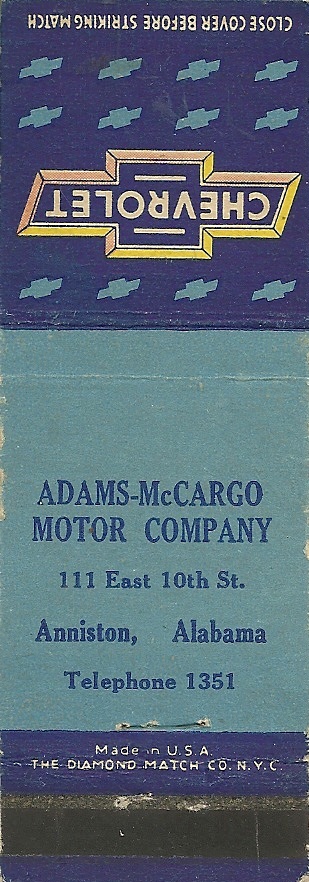 CLOSE COVER BEFORE STRIKING MATCH
CHEVROLET
ADAMS-McCARGO
MOTOR COMPANY
111 East 10th St.
Anniston, Alabama
Telephone 1351
Made in U.S.A.
THE DIAMOND MATCH CO. N.Y.C.